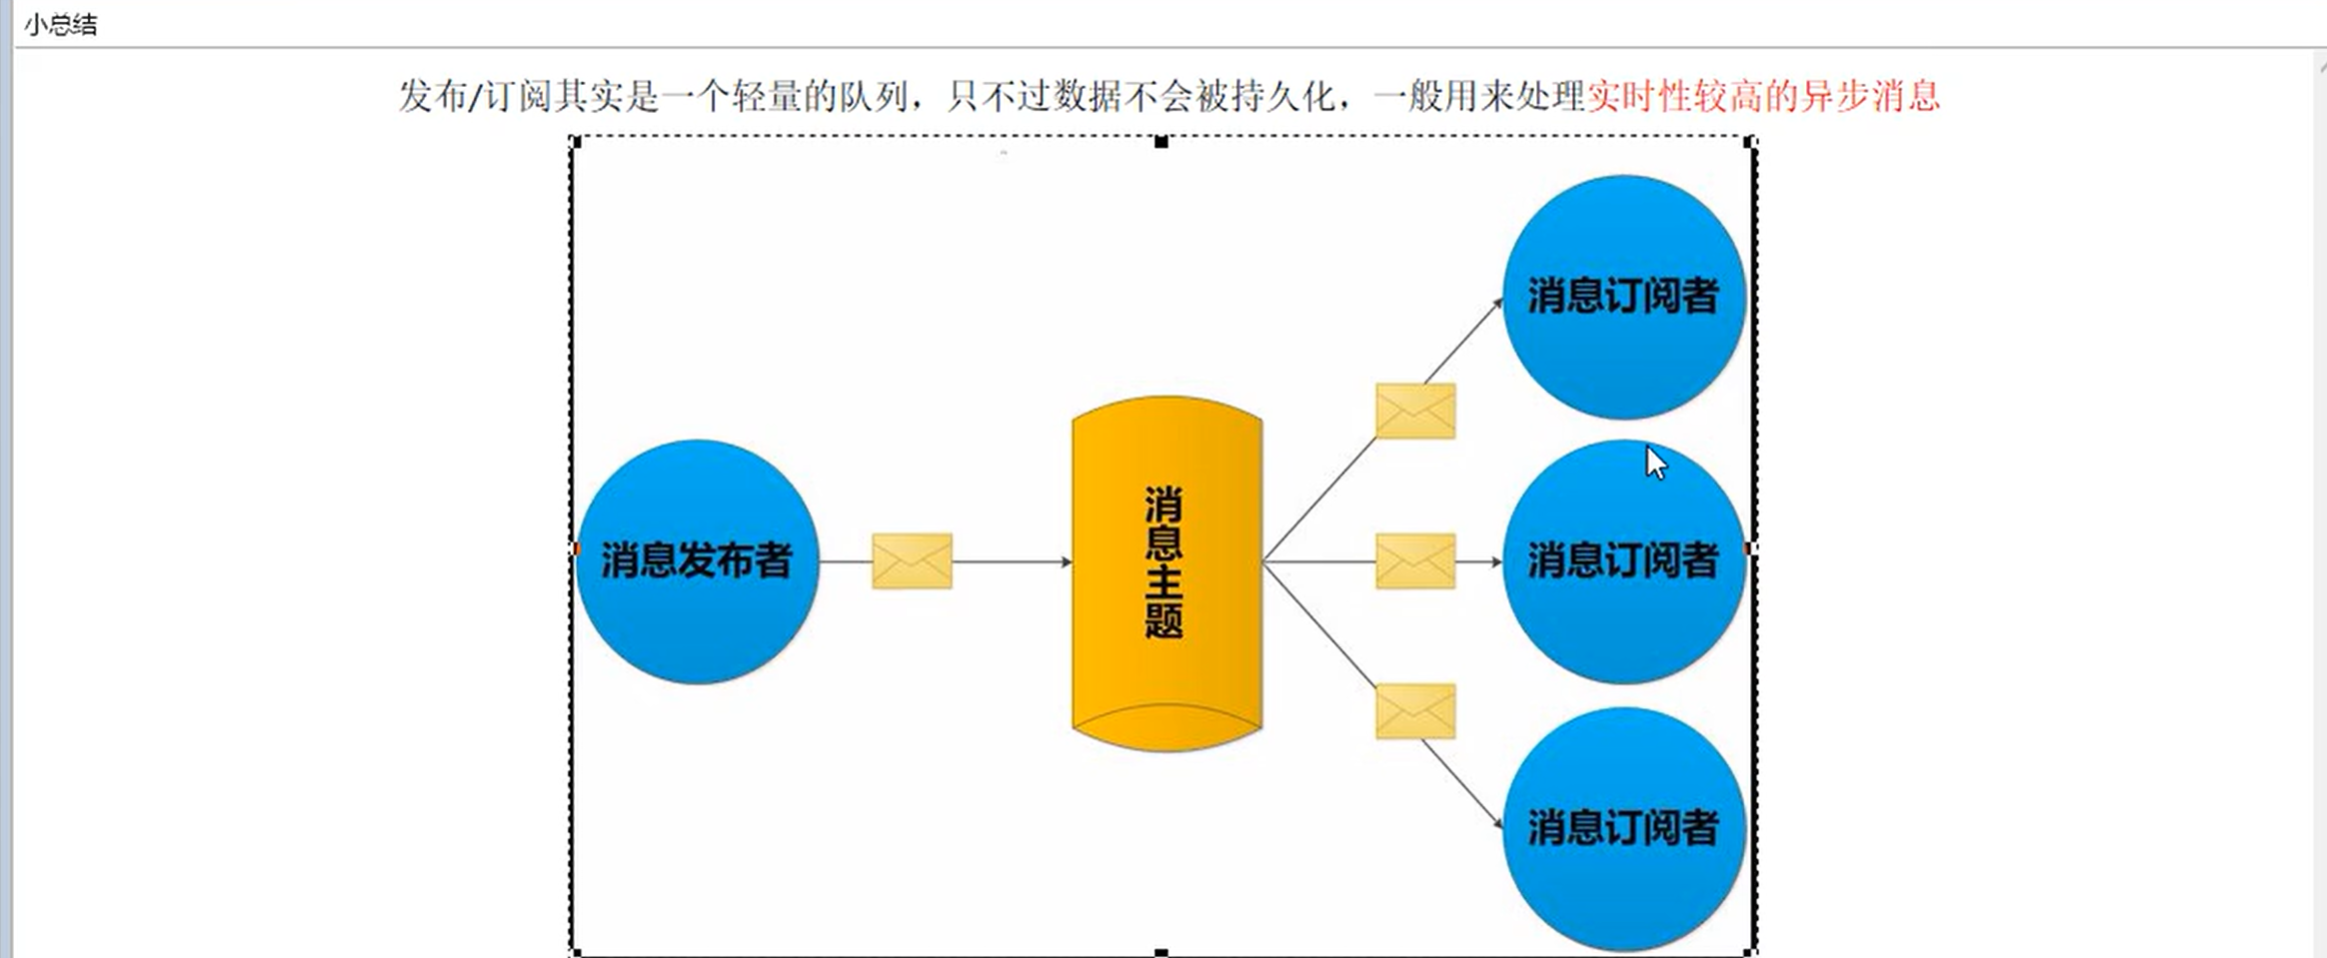 小总结
发布/订阅其实是一个轻量的队列，只不过数据不会被持久化，一般用来处理实时性较高的异步消息
消息订阅者
消息发布者
消息主题
消息订阅者
消息订阅者